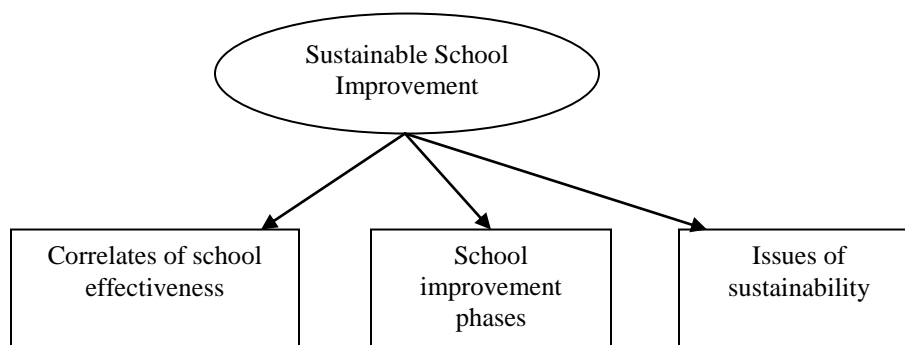 Sustainable School
Improvement
Correlates of school
effectiveness
School
improvement
phases
Issues of
sustainability